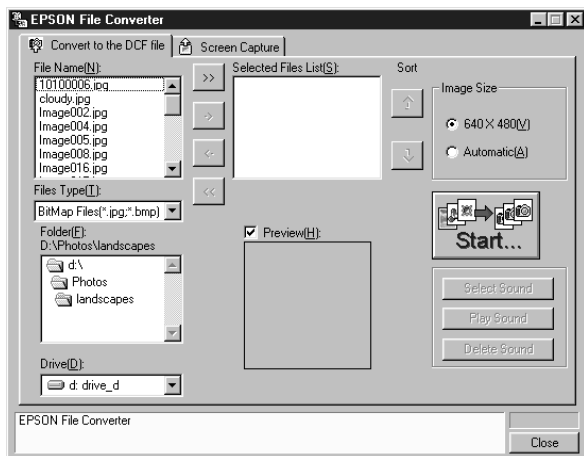 EPSON File Converter
Convert to the DCF file
Screen Capture
File Name(N):
10100006.jpg
cloudy.jpg
Image002.jpg
Image004.jpg
Image005.jpg
Image008.jpg
Image016.jpg
Files Type(T):
BitMap Files(*.jpg;*.bmp)
Folder(F):
D:\Photos\landscapes
d:\
Photos
landscapes
Drive(D):
d: drive_d
>>
->
<-
<<
Selected Files List(S):
Sort
Preview(H):
Image Size
640 X 480(V)
Automatic(A)
Start...
Select Sound
Play Sound
Delete Sound
EPSON File Converter
Close